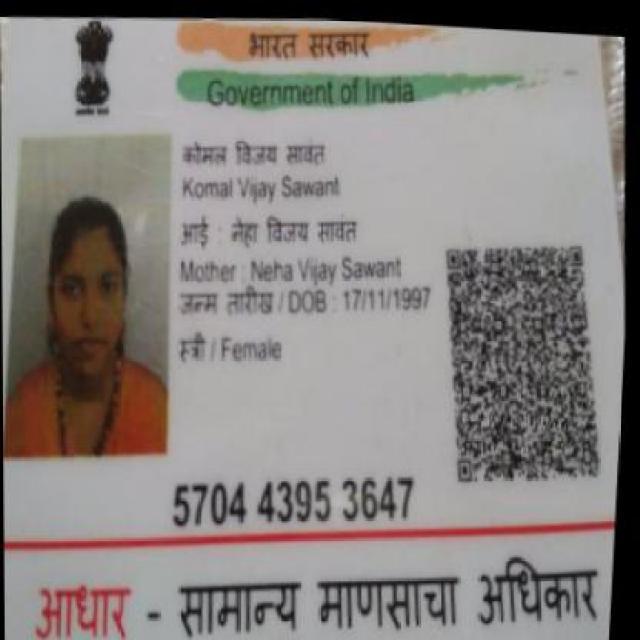 भारत सरकार
Government of India
कोमल विजय सावंत
Komal Vijay Sawant
आई : नेहा विजय सावंत
Mother : Neha Vijay Sawant
जन्म तारीख / DOB : 17/11/1997
स्त्री / Female
5704 4395 3647
आधार - सामान्य माणसाचा अधिकार